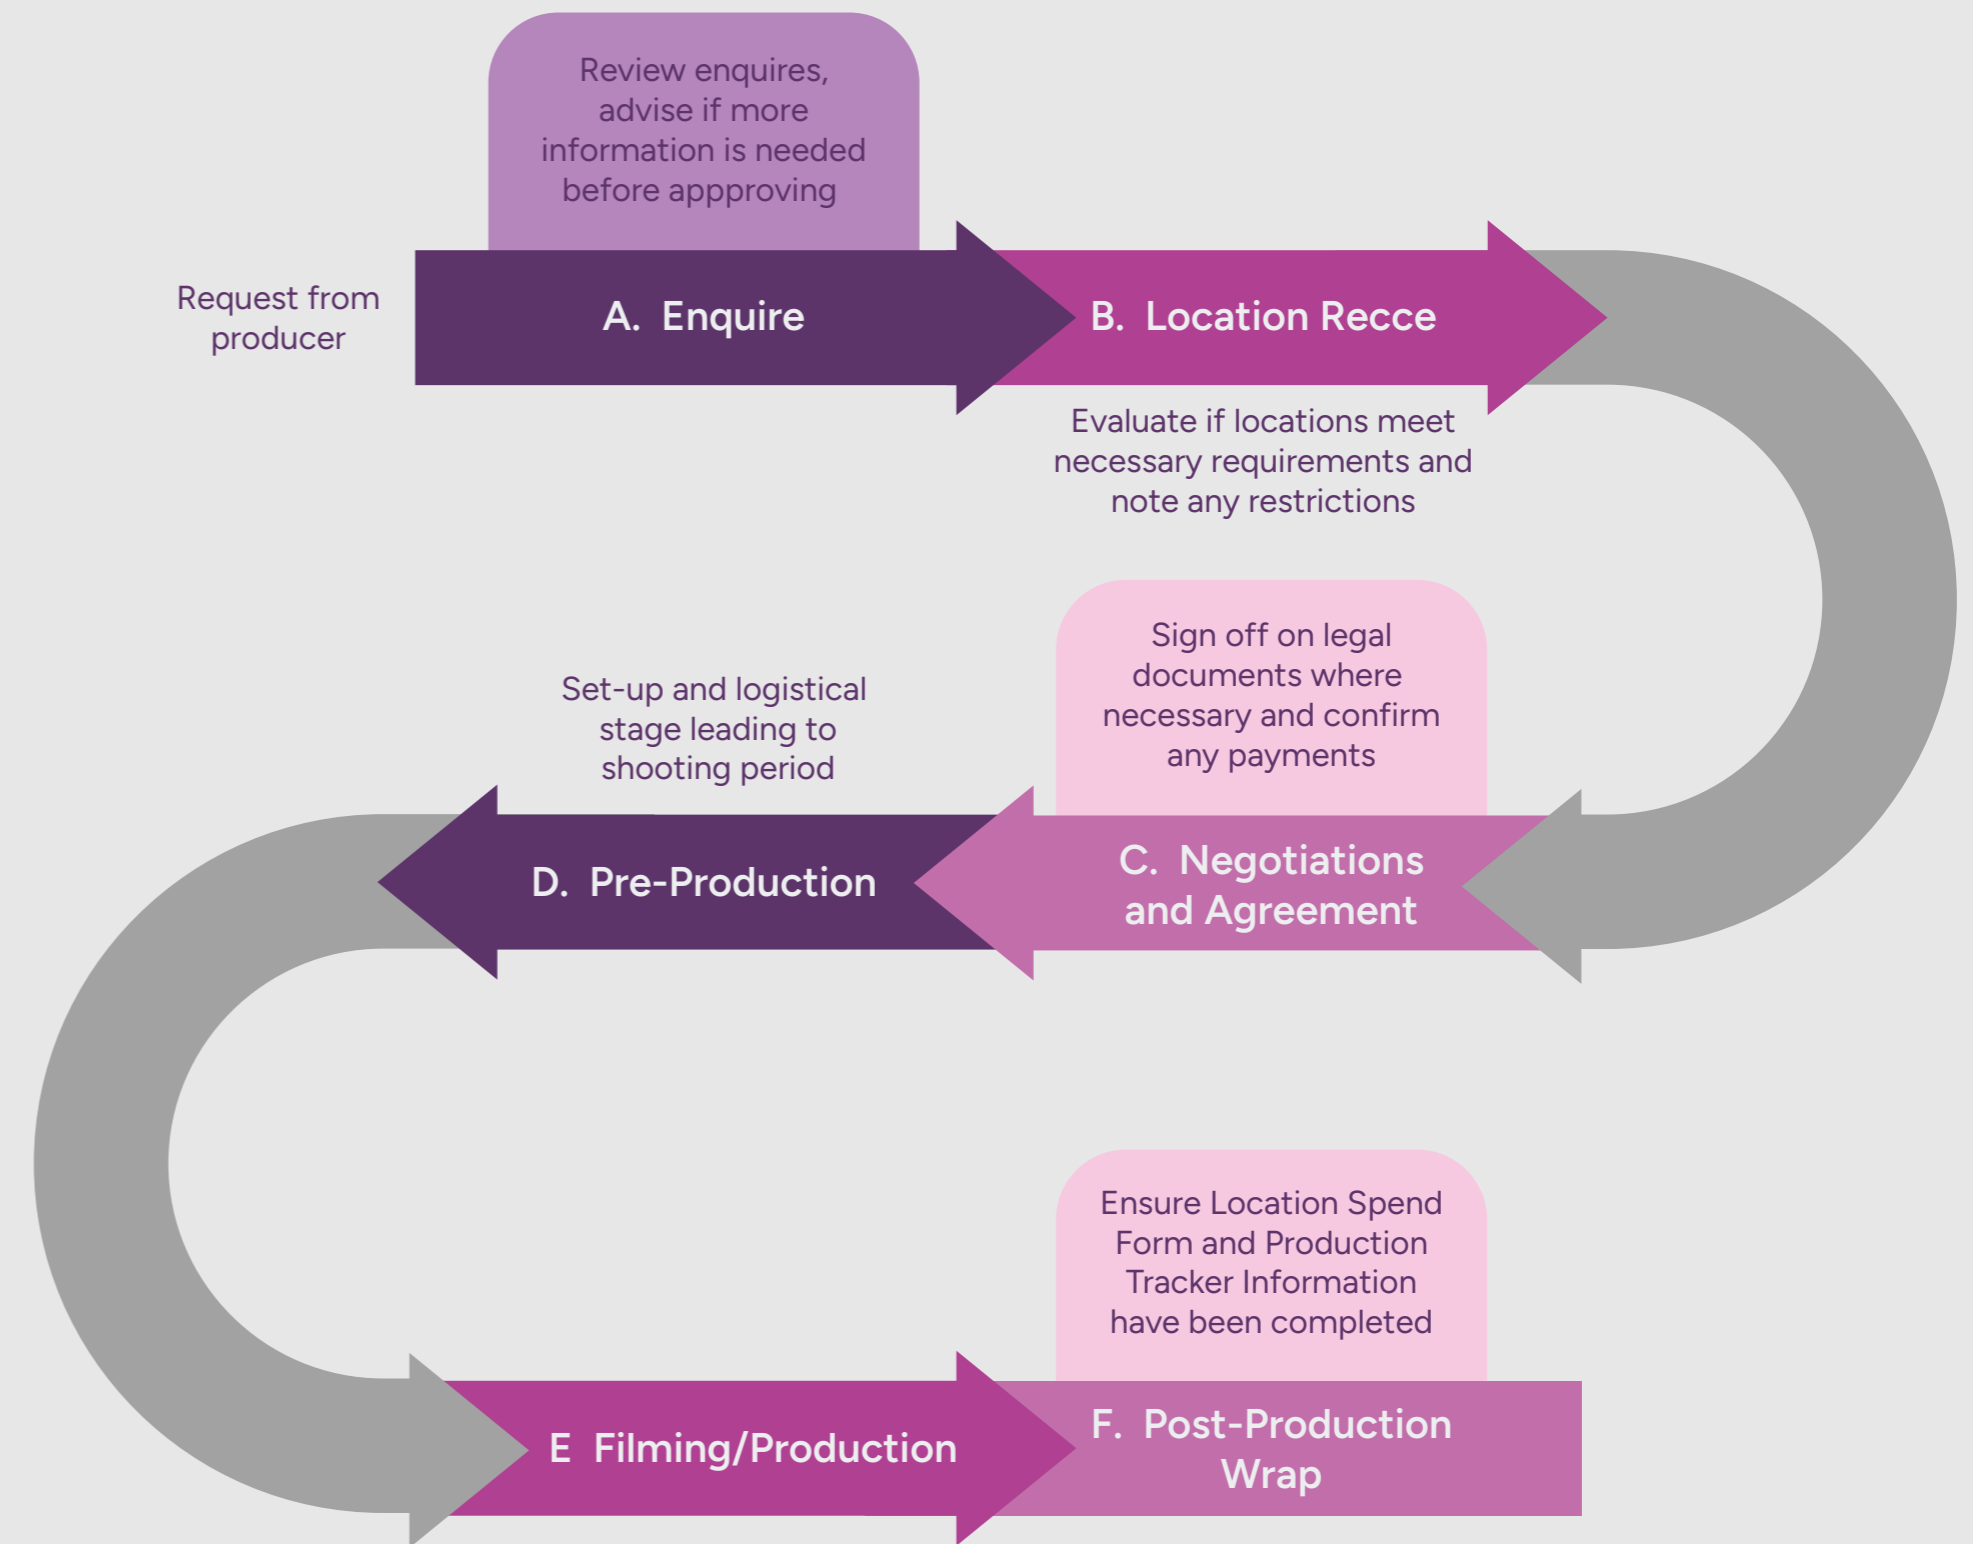 Review enquires,
advise if more
information is needed
before appproving
Request from
producer
A. Enquire
B. Location Recce
Evaluate if locations meet
necessary requirements and
note any restrictions
Sign off on legal
documents where
necessary and confirm
any payments
C. Negotiations
and Agreement
Set-up and logistical
stage leading to
shooting period
D. Pre-Production
E Filming/Production
Ensure Location Spend
Form and Production
Tracker Information
have been completed
F. Post-Production
Wrap